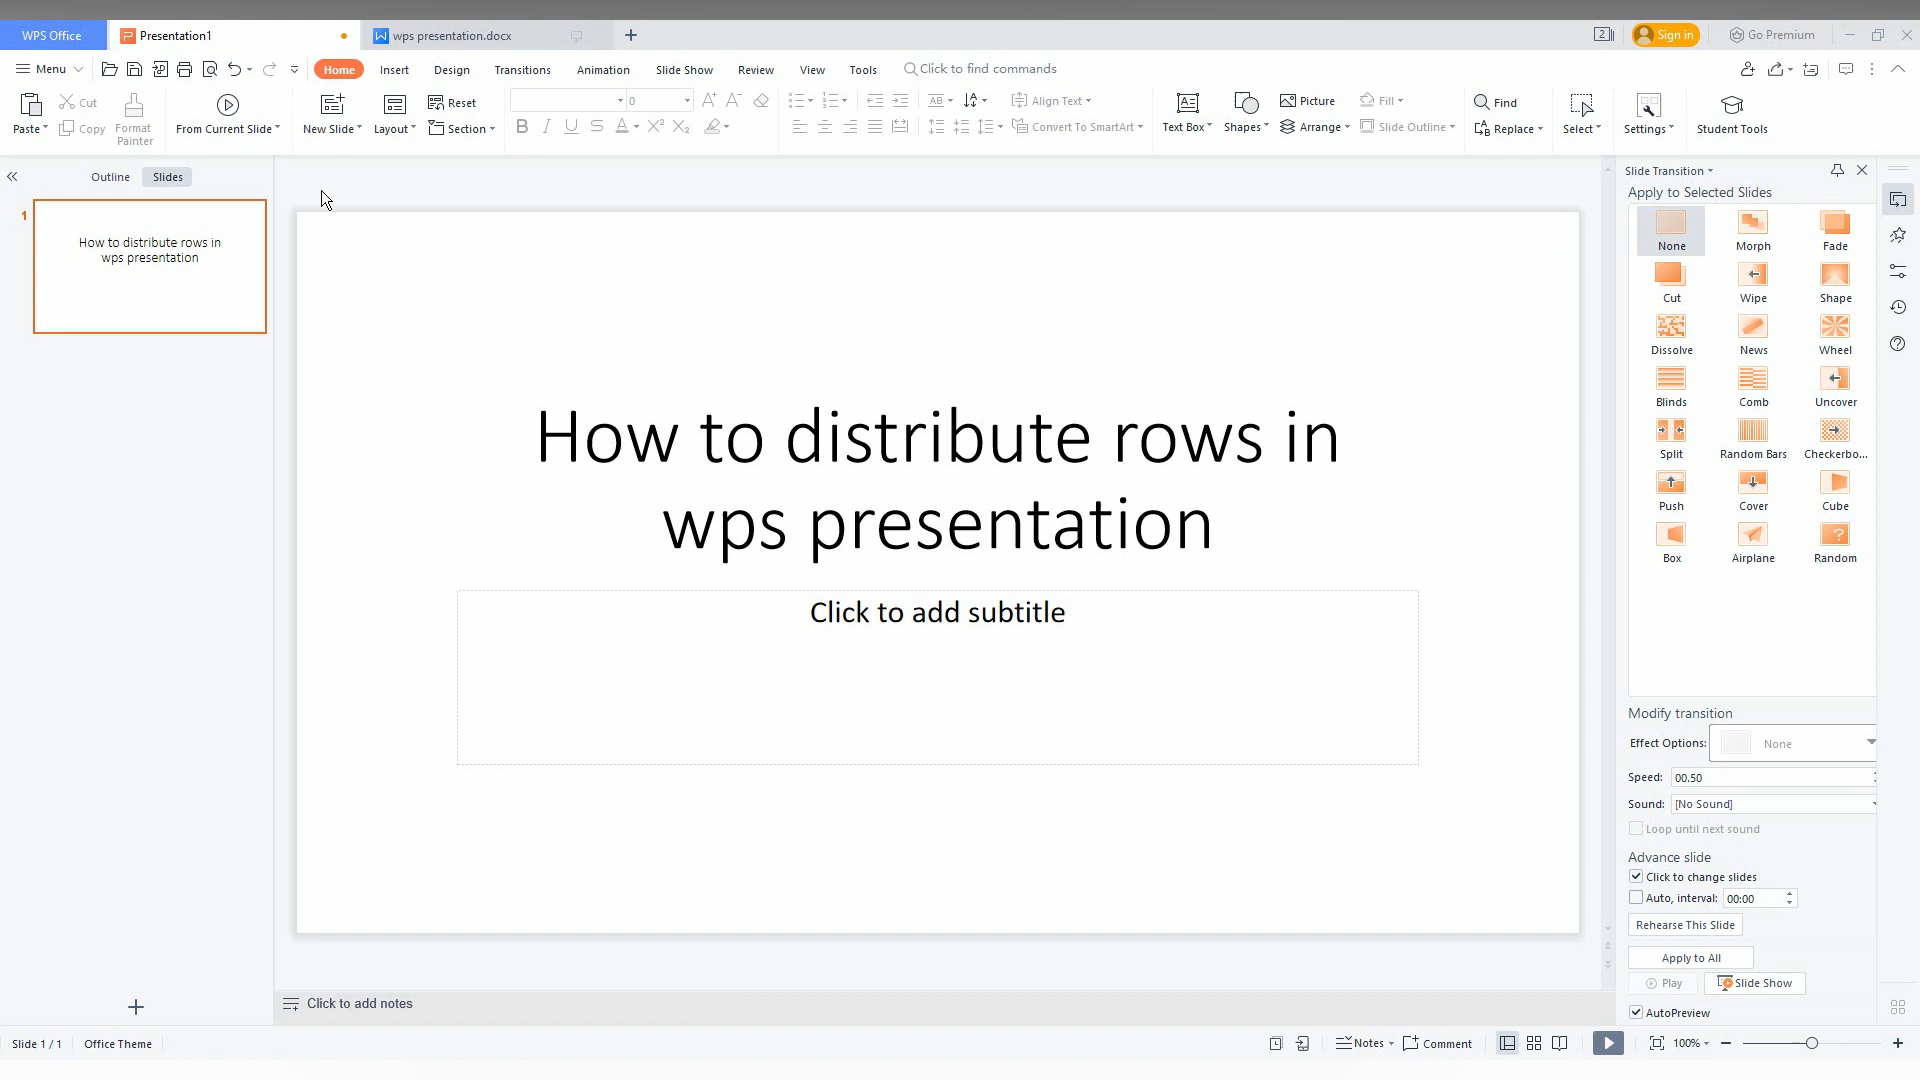 WPS Office
Presentation1
wps presentation.docx
2
Sign in
Go Premium
Menu
Home
Insert
Design
Transitions
Animation
Slide Show
Review
View
Tools
Click to find commands
Paste
Cut
Copy
Format Painter
From Current Slide
New Slide
Layout
Reset
Section
0
Align Text
Convert To SmartArt
Text Box
Shapes
Picture
Arrange
Fill
Slide Outline
Find
Replace
Select
Settings
Student Tools
Outline
Slides
1
How to distribute rows in
wps presentation
How to distribute rows in
wps presentation
Click to add subtitle
Click to add notes
Slide Transition
Apply to Selected Slides
None
Morph
Fade
Cut
Wipe
Shape
Dissolve
News
Wheel
Blinds
Comb
Uncover
Split
Random Bars
Checkerbo...
Push
Cover
Cube
Box
Airplane
Random
Modify transition
Effect Options: None
Speed: 00.50
Sound: [No Sound]
Loop until next sound
Advance slide
Click to change slides
Auto, interval: 00:00
Rehearse This Slide
Apply to All
Play
Slide Show
AutoPreview
Slide 1 / 1
Office Theme
Notes
Comment
100%